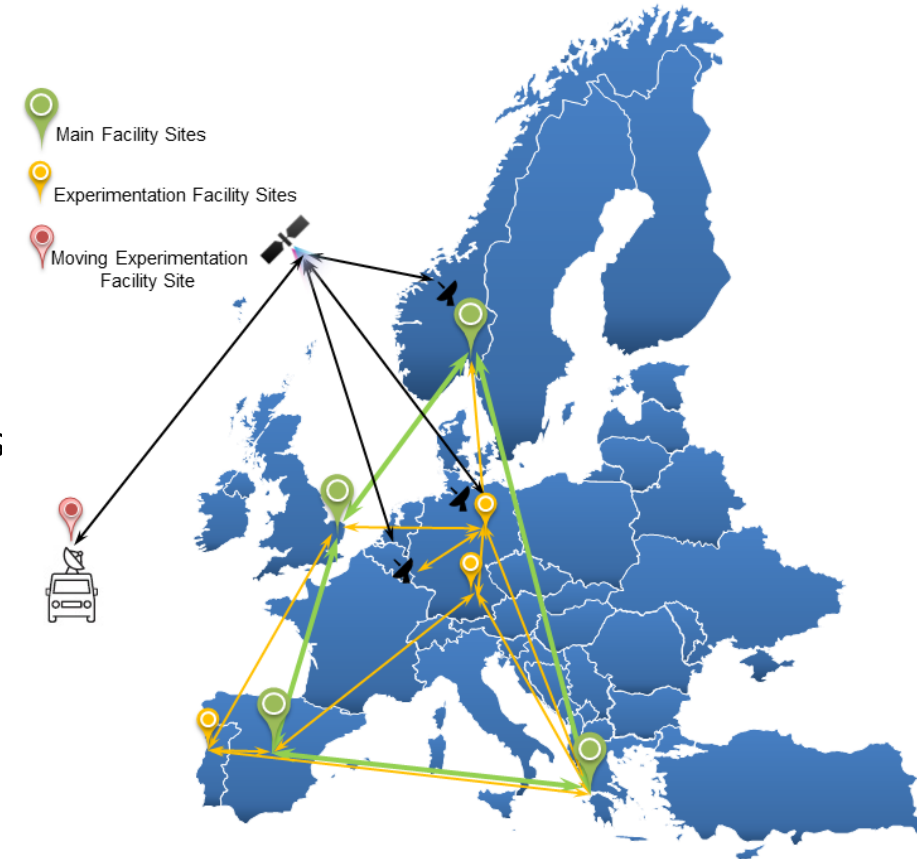 Main Facility Sites
Experimentation Facility Sites
Moving Experimentation
Facility Site